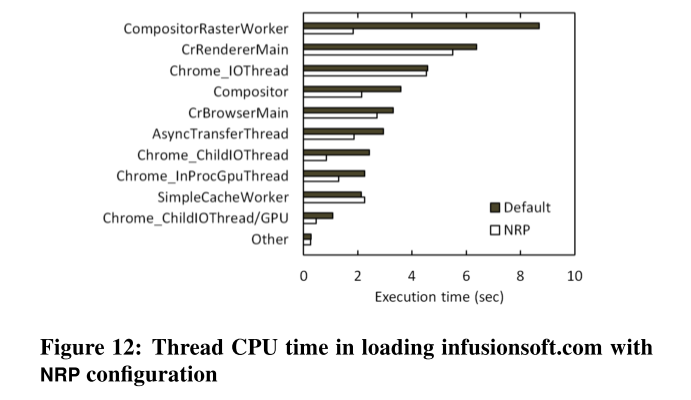 CompositorRasterWorker
CrRendererMain
Chrome_IOThread
Compositor
CrBrowserMain
AsyncTransferThread
Chrome_ChildIOThread
Chrome_InProcGpuThread
SimpleCacheWorker
Chrome_ChildIOThread/GPU
Other
Default
NRP
0 2 4 6 8 10
Execution time (sec)
Figure 12: Thread CPU time in loading infusionsoft.com with
NRP configuration